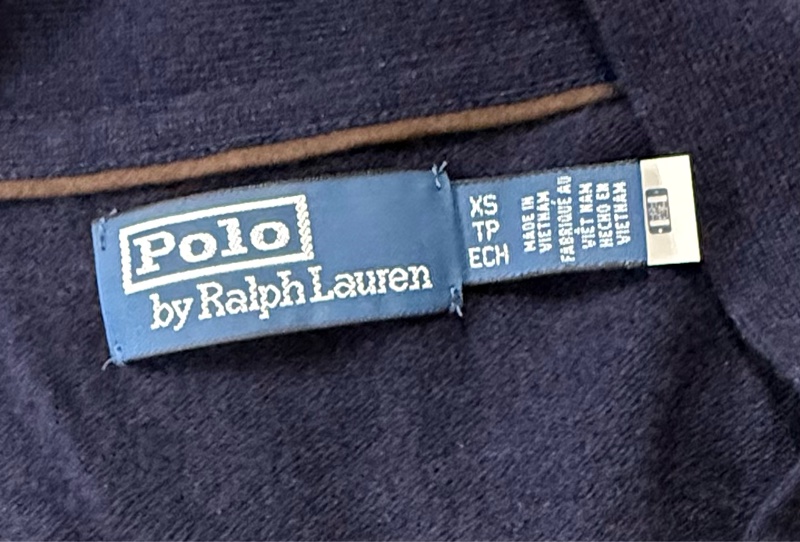 Polo
by Ralph Lauren
XS
TP
ECH
MADE IN
VIETNAM
FABRIQUÉ AU
VIÊT NAM
HECHO EN
VIETNAM